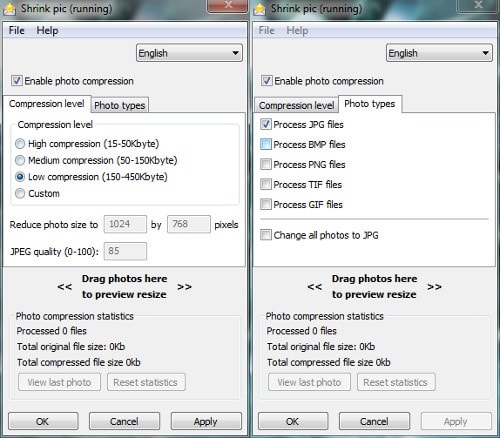 Shrink pic (running)
File Help
English
Enable photo compression
Compression level Photo types
Compression level
High compression (15-50Kbyte)
Medium compression (50-150Kbyte)
Low compression (150-450Kbyte)
Custom
Reduce photo size to 1024 by 768 pixels
JPEG quality (0-100): 85
<< Drag photos here >>
to preview resize
Photo compression statistics
Processed 0 files
Total original file size: 0Kb
Total compressed file size 0kb
View last photo Reset statistics
OK Cancel Apply
Shrink pic (running)
File Help
English
Enable photo compression
Compression level Photo types
Process JPG files
Process BMP files
Process PNG files
Process TIF files
Process GIF files
Change all photos to JPG
<< Drag photos here >>
to preview resize
Photo compression statistics
Processed 0 files
Total original file size: 0Kb
Total compressed file size 0kb
View last photo Reset statistics
OK Cancel Apply